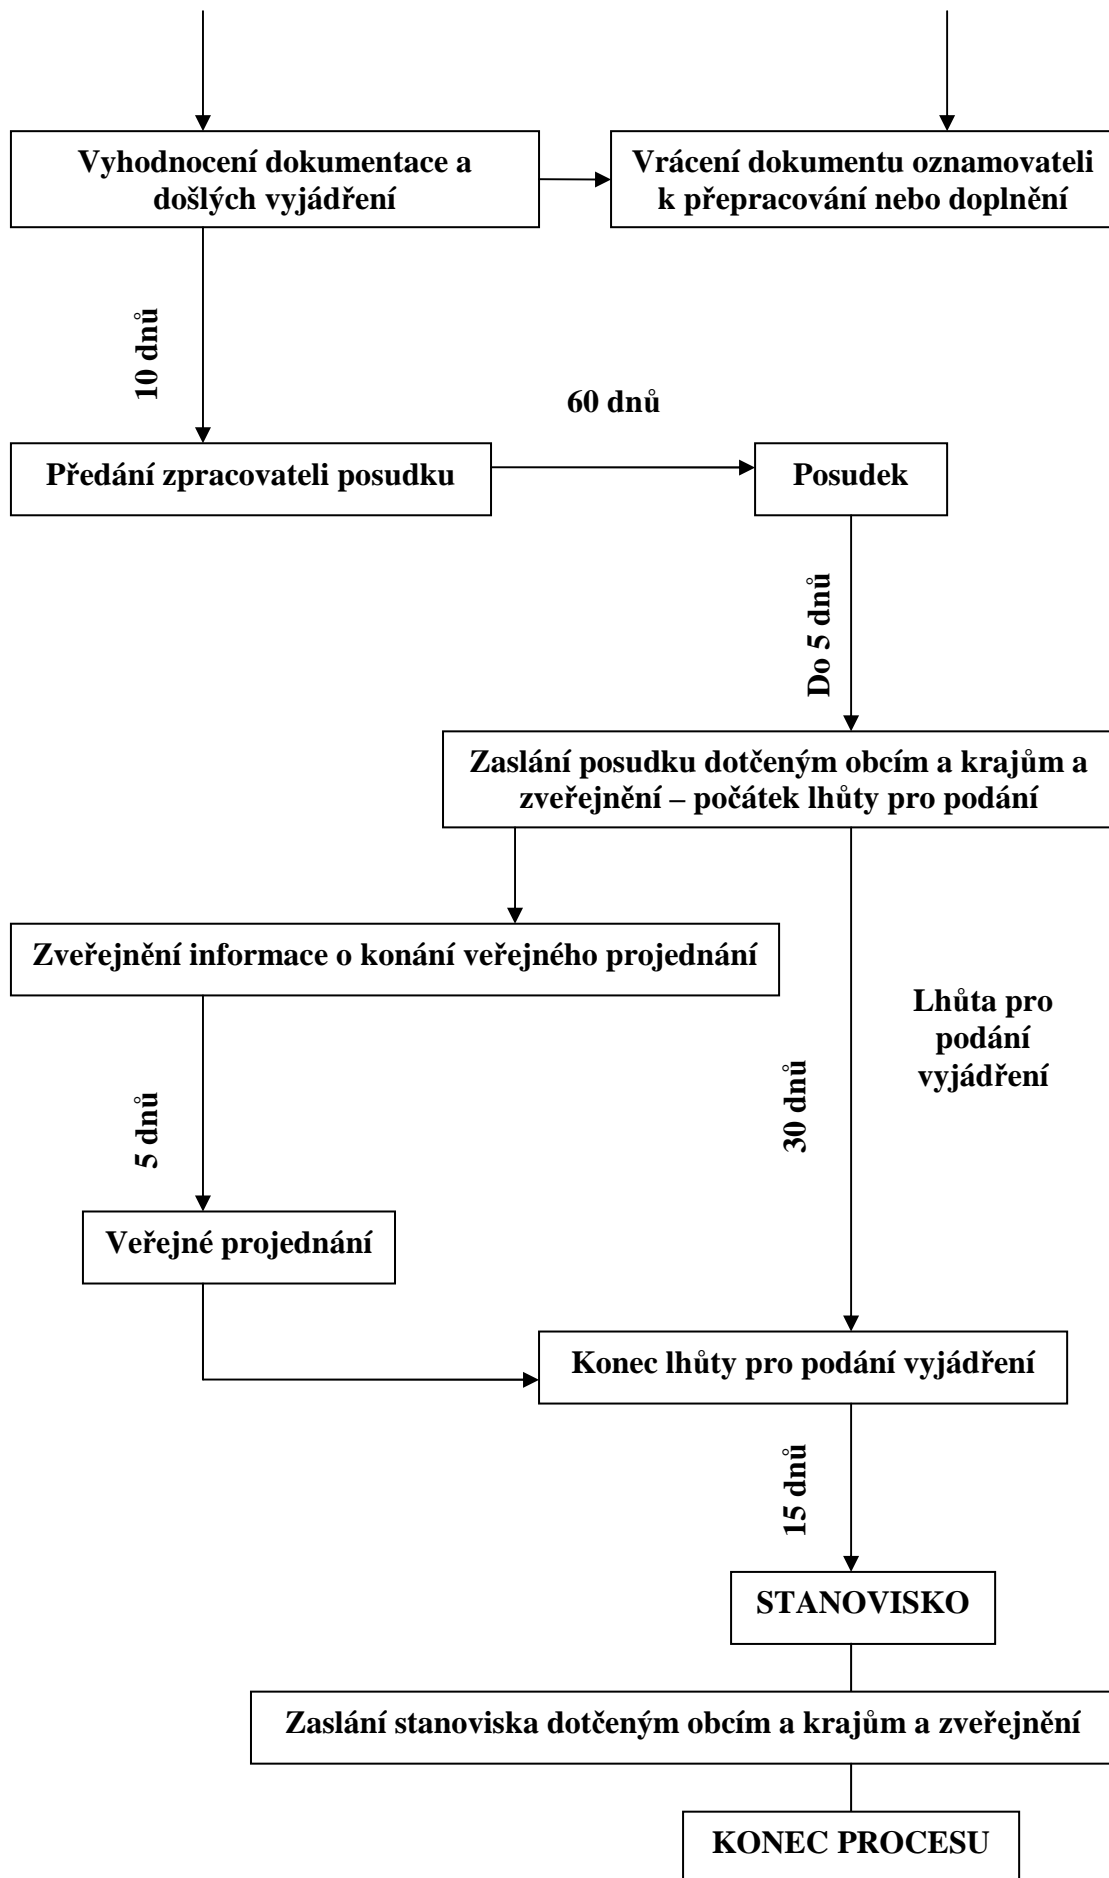 Vyhodnocení dokumentace a
došlých vyjádření
Vrácení dokumentu oznamovateli
k přepracování nebo doplnění
10 dnů
60 dnů
Předání zpracovateli posudku
Posudek
Do 5 dnů
Zaslání posudku dotčeným obcím a krajům a
zveřejnění – počátek lhůty pro podání
Zveřejnění informace o konání veřejného projednání
Lhůta pro
podání
vyjádření
5 dnů
30 dnů
Veřejné projednání
Konec lhůty pro podání vyjádření
15 dnů
STANOVISKO
Zaslání stanoviska dotčeným obcím a krajům a zveřejnění
KONEC PROCESU